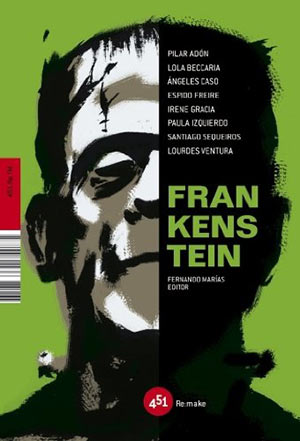 PILAR ADÓN
LOLA BECCARIA
ÁNGELES CASO
ESPIDO FREIRE
IRENE GRACIA
PAULA IZQUIERDO
SANTIAGO SEQUEIROS
LOURDES VENTURA
FRAN
KENS
TEIN
FERNANDO MARÍAS
EDITOR
451
Re:make